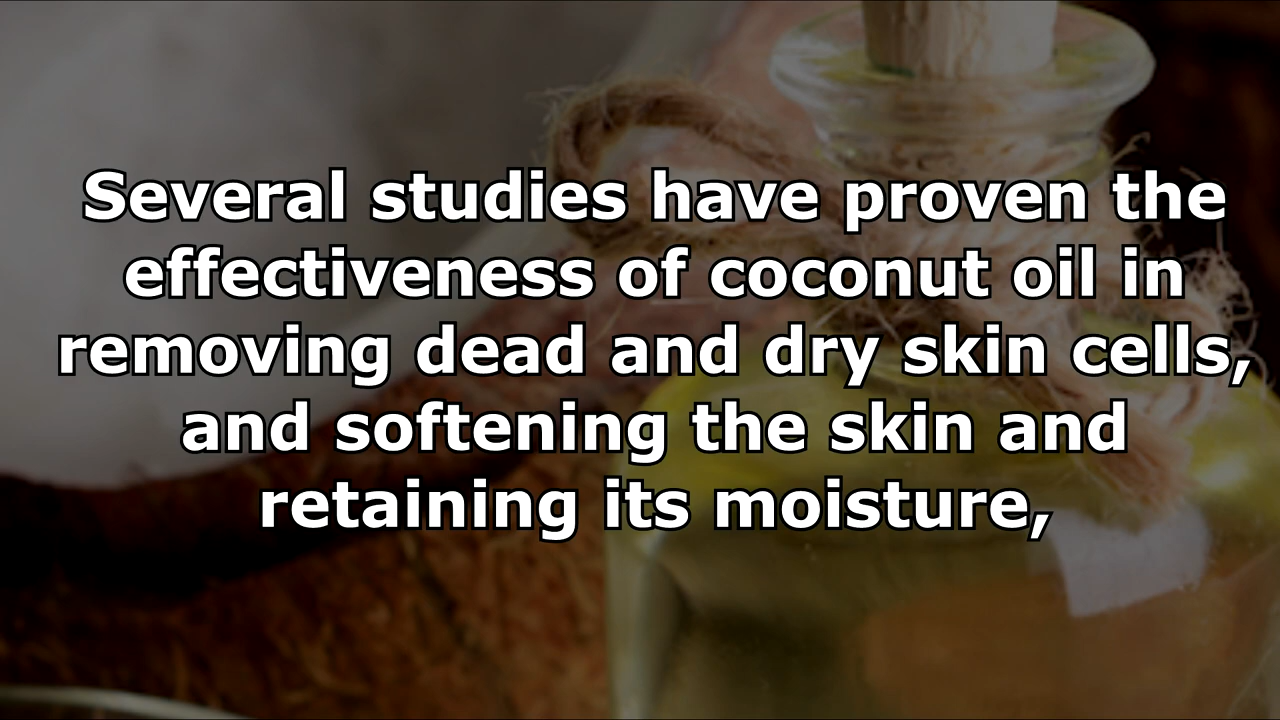 Several studies have proven the
effectiveness of coconut oil in
removing dead and dry skin cells,
and softening the skin and
retaining its moisture,